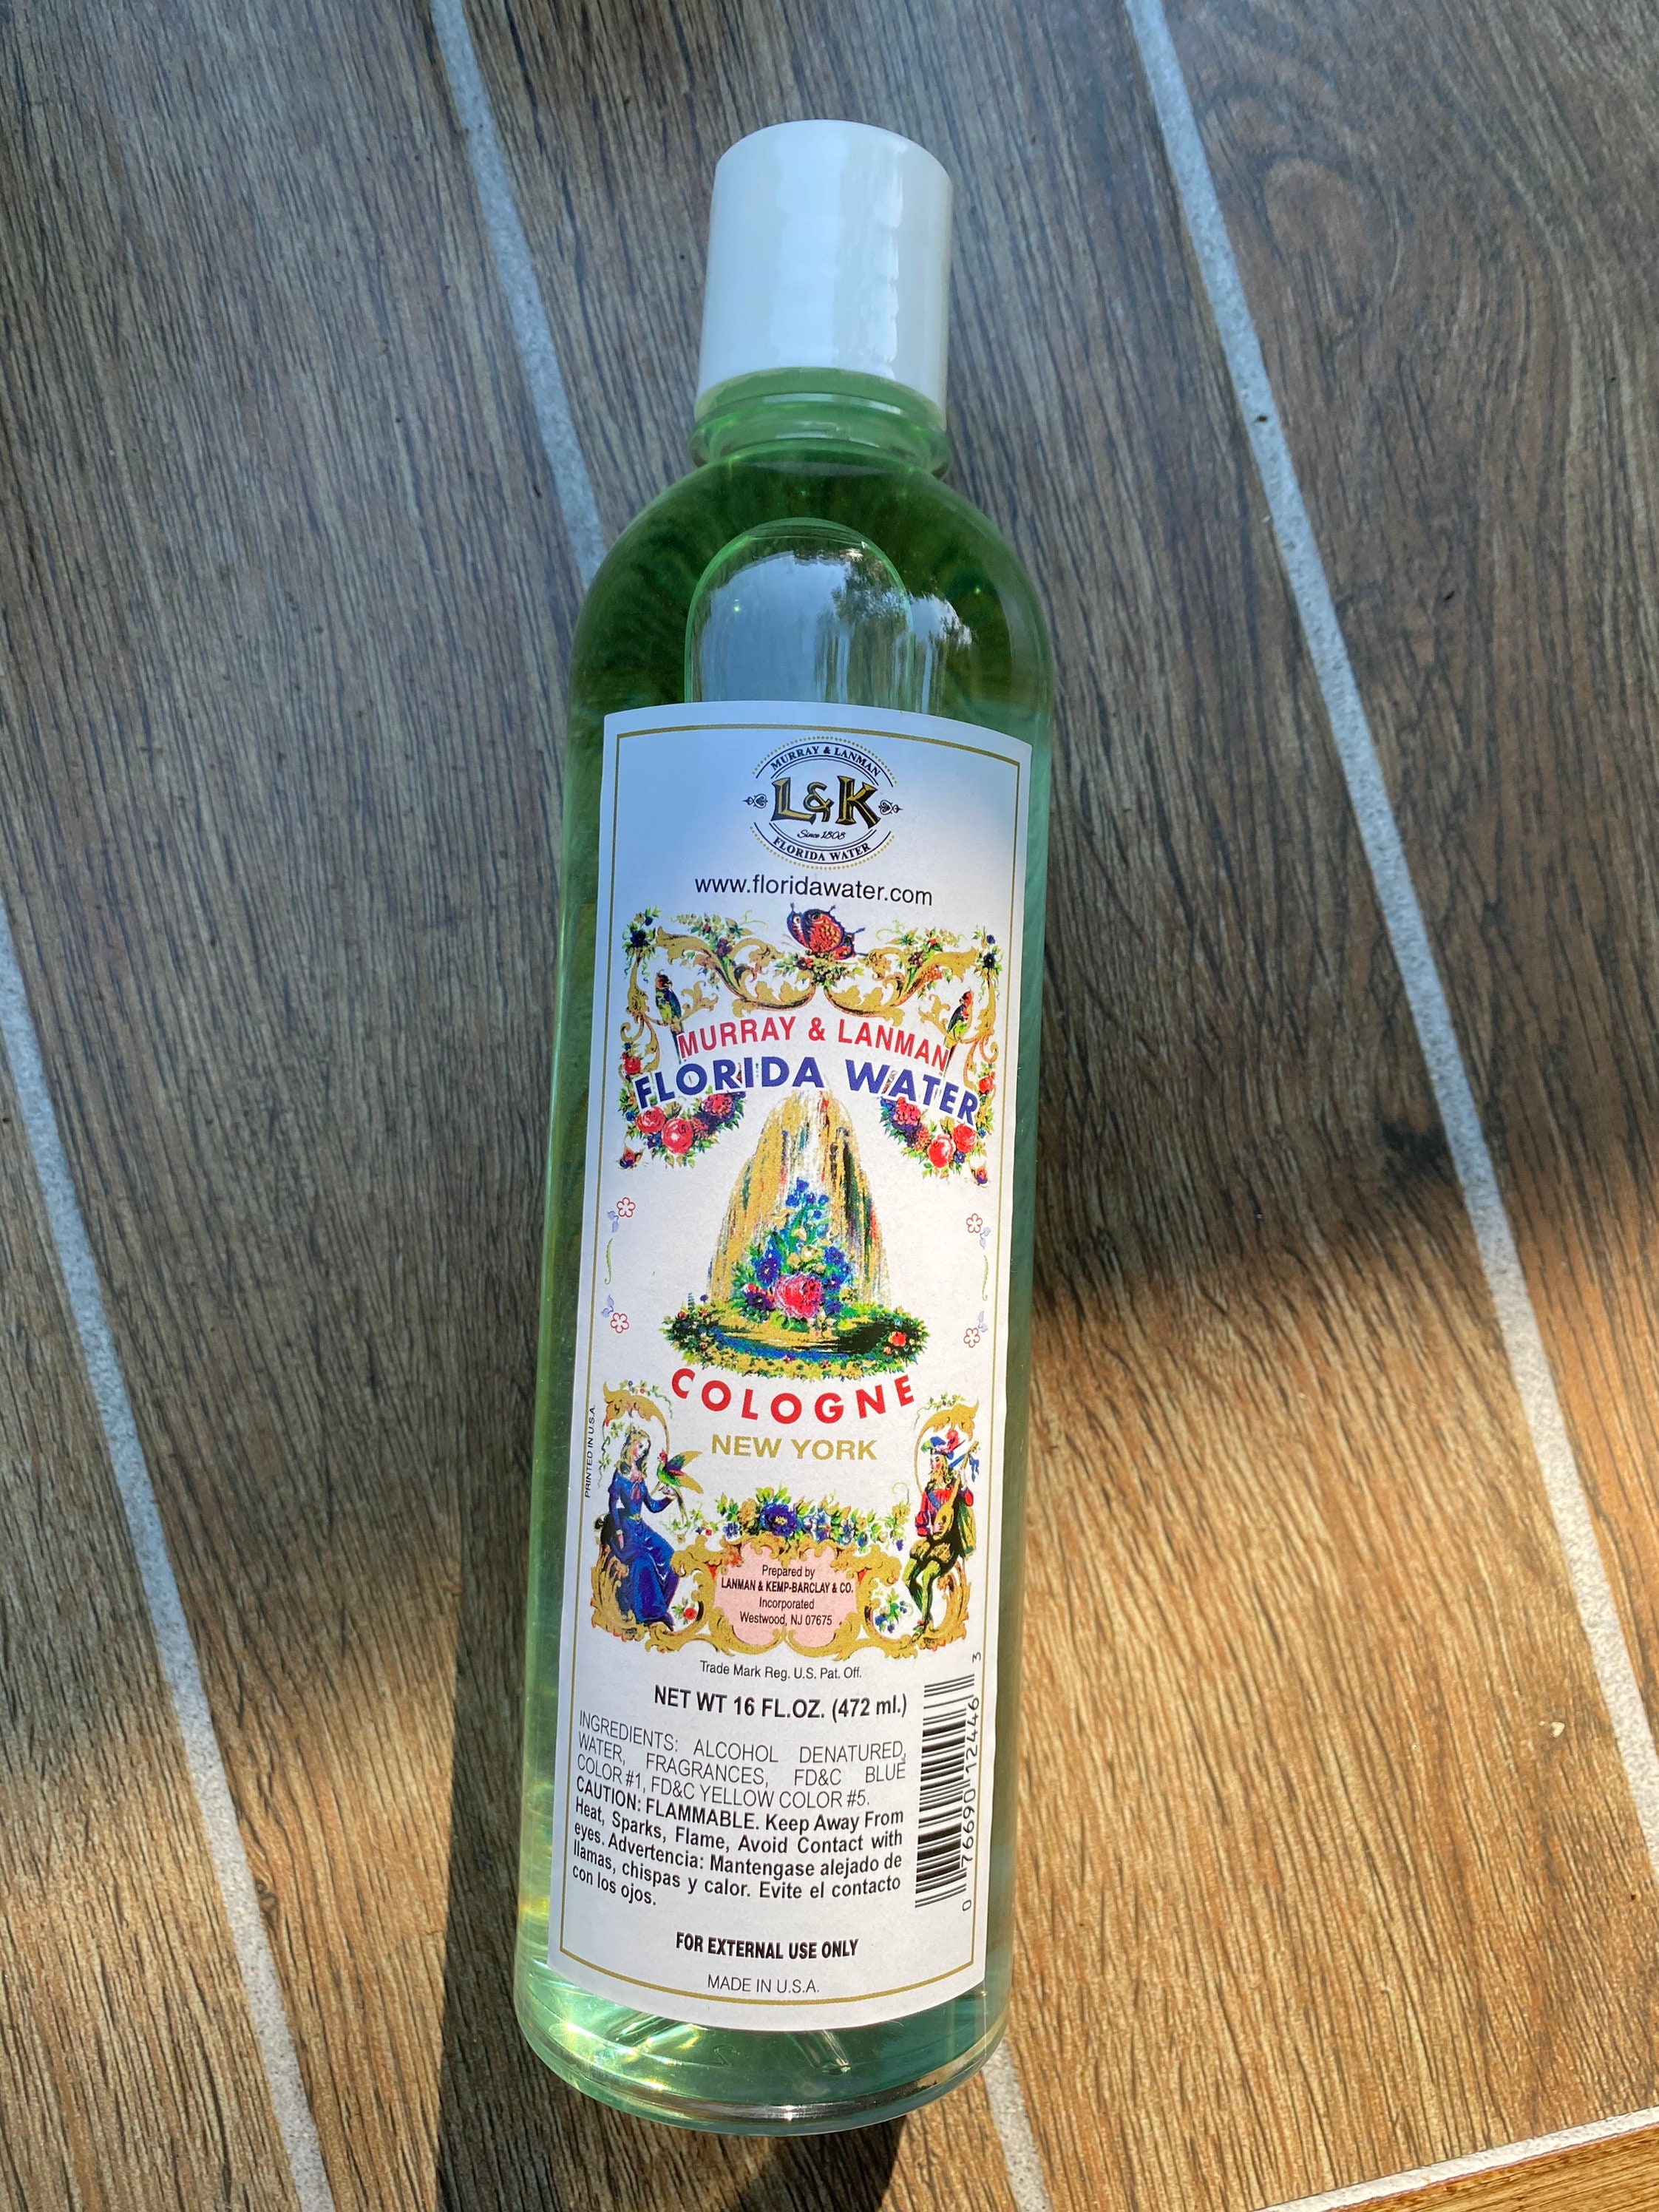 MURRAY & LANMAN
L&K
Since 1808
FLORIDA WATER
www.floridawater.com
MURRAY & LANMAN
FLORIDA WATER
COLOGNE
NEW YORK
PRINTED IN U.S.A.
Prepared by
LANMAN & KEMP-BARCLAY & CO.
Incorporated
Westwood, NJ 07675
Trade Mark Reg. U.S. Pat. Off.
NET WT 16 FL.OZ. (472 ml.)
INGREDIENTS: ALCOHOL DENATURED,
WATER, FRAGRANCES, FD&C BLUE
COLOR #1, FD&C YELLOW COLOR #5.
CAUTION: FLAMMABLE. Keep Away From
Heat, Sparks, Flame, Avoid Contact with
eyes. Advertencia: Mantengase alejado de
llamas, chispas y calor. Evite el contacto
con los ojos.
0 76690 12446 3
FOR EXTERNAL USE ONLY
MADE IN U.S.A.